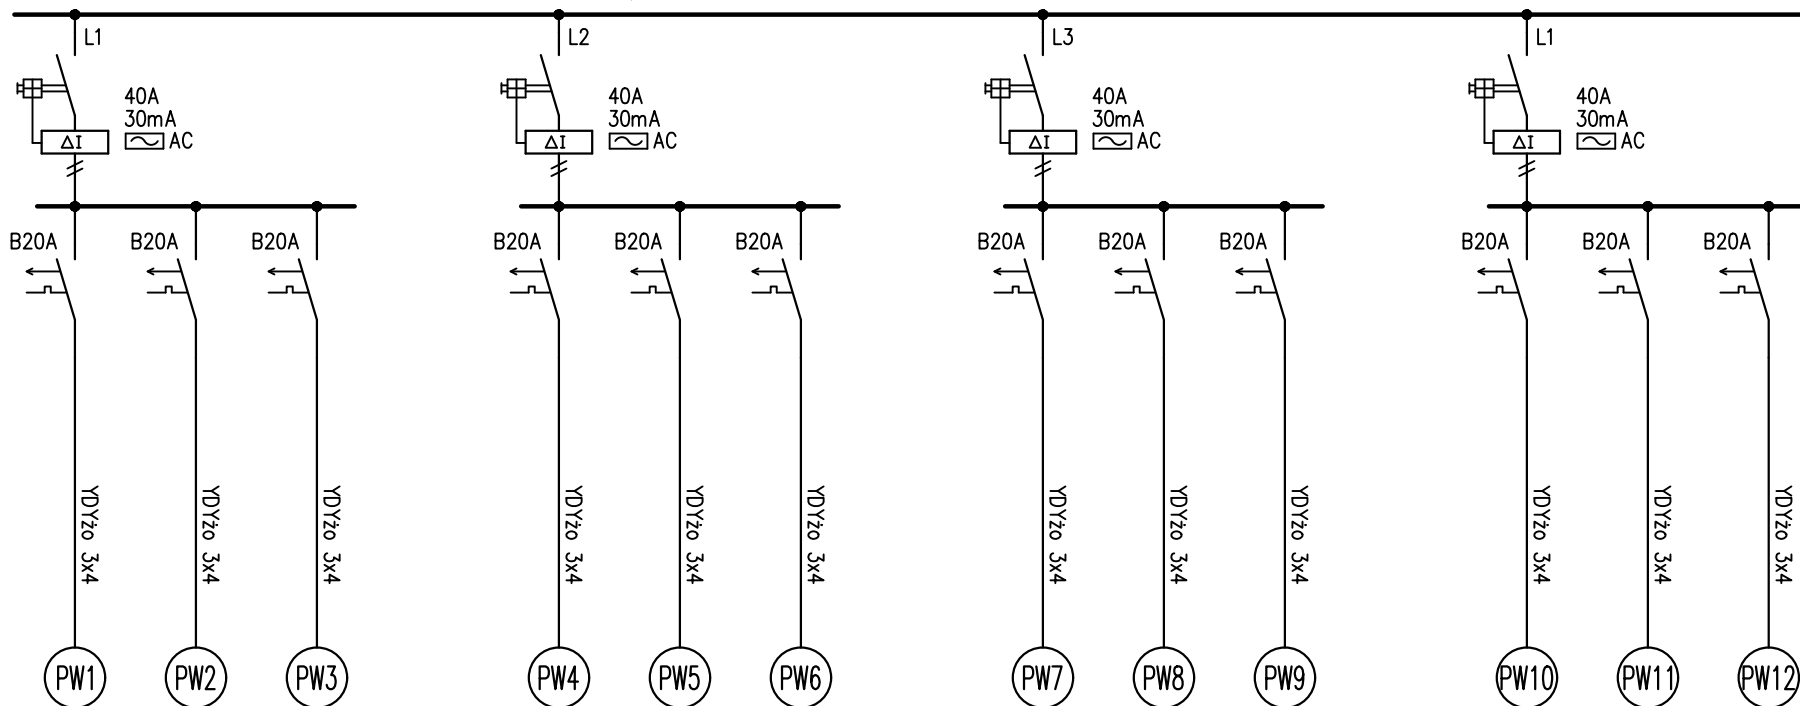 L1
L2
L3
L1
40A
30mA
AC
ΔI
40A
30mA
AC
ΔI
40A
30mA
AC
ΔI
40A
30mA
AC
ΔI
B20A B20A B20A B20A B20A B20A B20A B20A B20A B20A B20A B20A
YDYżo 3x4
YDYżo 3x4
YDYżo 3x4
YDYżo 3x4
YDYżo 3x4
YDYżo 3x4
YDYżo 3x4
YDYżo 3x4
YDYżo 3x4
YDYżo 3x4
YDYżo 3x4
YDYżo 3x4
PW1 PW2 PW3 PW4 PW5 PW6 PW7 PW8 PW9 PW10 PW11 PW12